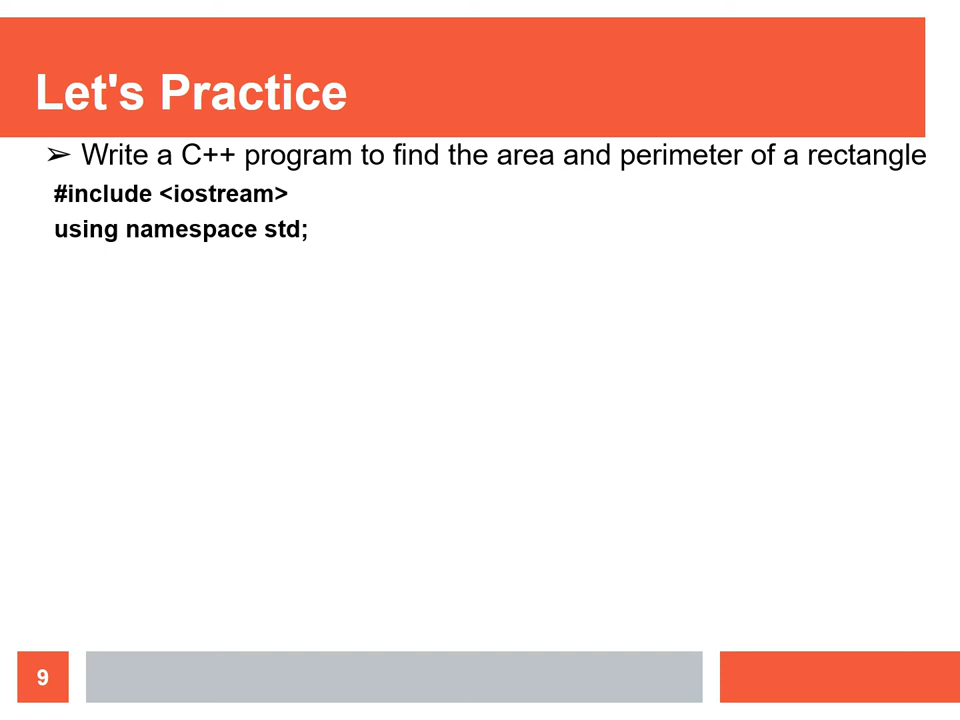 Let's Practice
➢ Write a C++ program to find the area and perimeter of a rectangle
#include <iostream>
using namespace std;
9